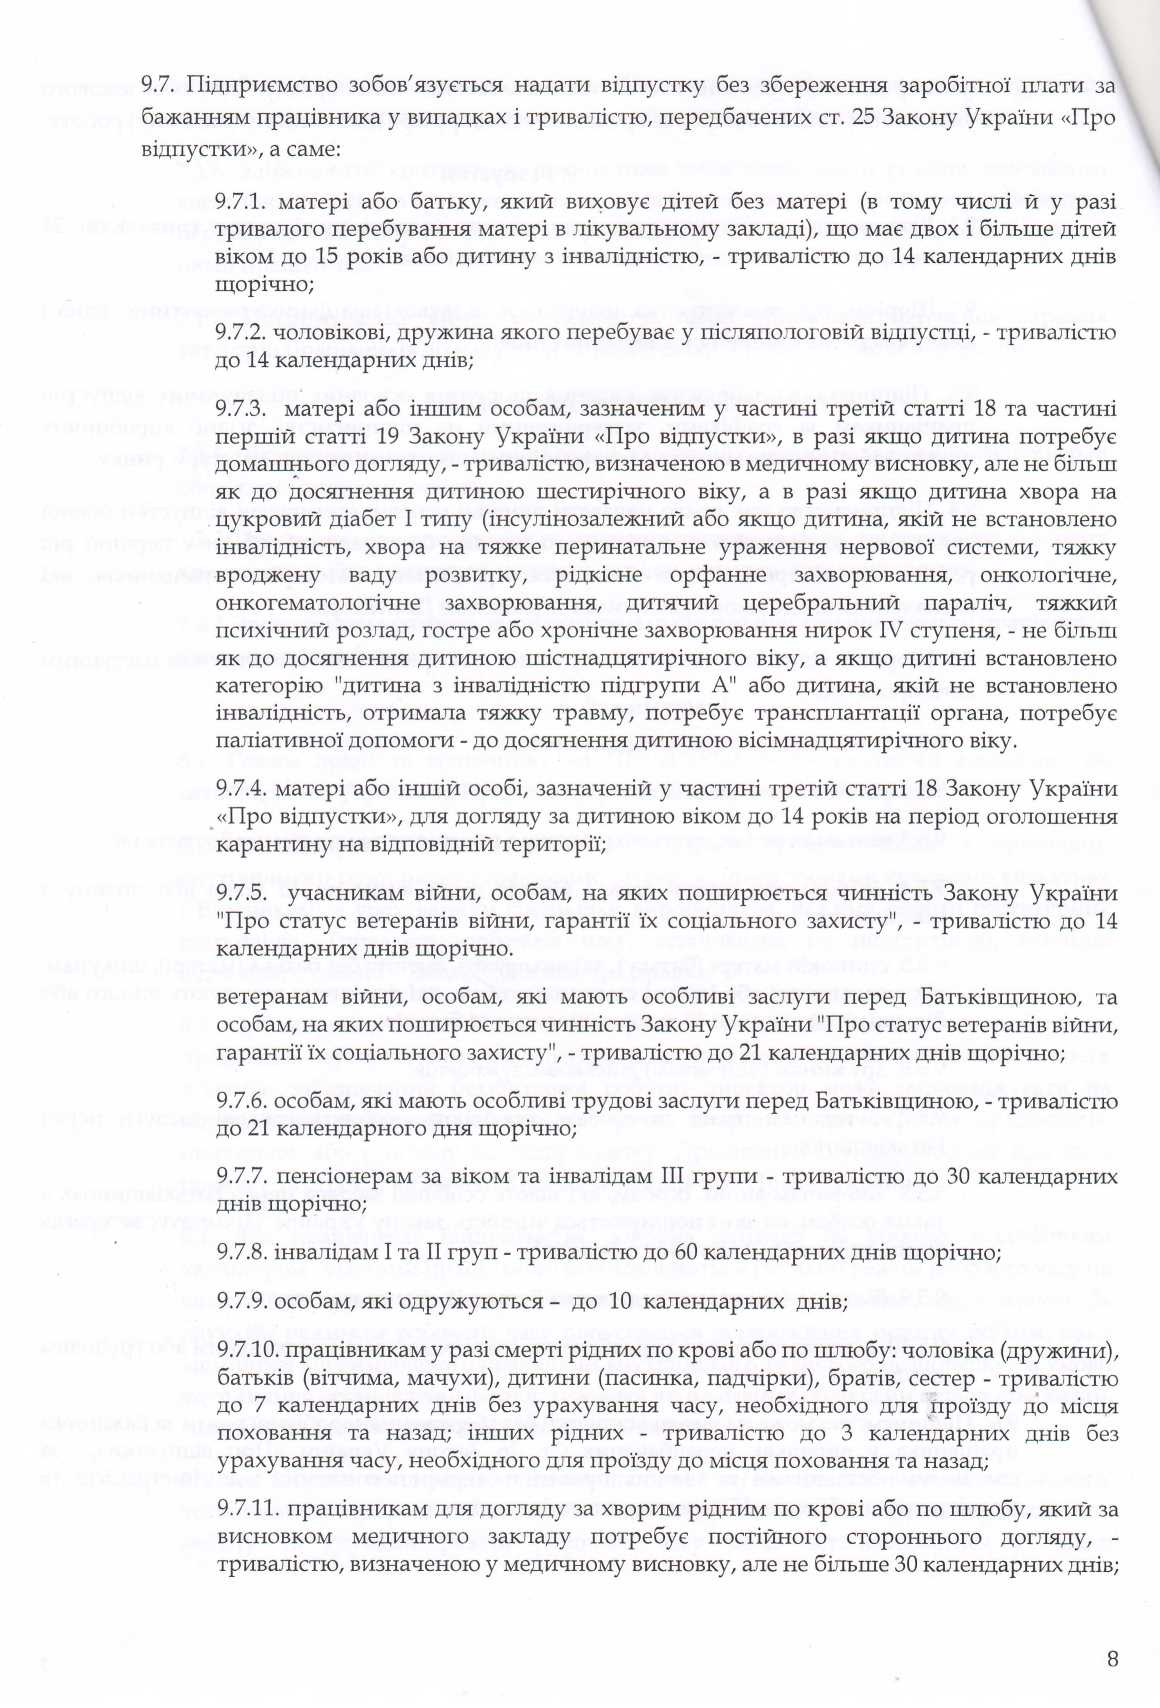 9.7. Підприємство зобов’язується надати відпустку без збереження заробітної плати за
бажанням працівника у випадках і тривалістю, передбачених ст. 25 Закону України «Про
відпустки», а саме:
9.7.1. матері або батьку, який виховує дітей без матері (в тому числі й у разі
тривалого перебування матері в лікувальному закладі), що має двох і більше дітей
віком до 15 років або дитину з інвалідністю, - тривалістю до 14 календарних днів
щорічно;
9.7.2. чоловікові, дружина якого перебуває у післяпологовій відпустці, - тривалістю
до 14 календарних днів;
9.7.3. матері або іншим особам, зазначеним у частині третій статті 18 та частині
першій статті 19 Закону України «Про відпустки», в разі якщо дитина потребує
домашнього догляду, - тривалістю, визначеною в медичному висновку, але не більш
як до досягнення дитиною шестирічного віку, а в разі якщо дитина хвора на
цукровий діабет I типу (інсулінозалежний або якщо дитина, якій не встановлено
інвалідність, хвора на тяжке перинатальне ураження нервової системи, тяжку
вроджену ваду розвитку, рідкісне орфанне захворювання, онкологічне,
онкогематологічне захворювання, дитячий церебральний параліч, тяжкий
психічний розлад, гостре або хронічне захворювання нирок IV ступеня, - не більш
як до досягнення дитиною шістнадцятирічного віку, а якщо дитині встановлено
категорію "дитина з інвалідністю підгрупи А" або дитина, якій не встановлено
інвалідність, отримала тяжку травму, потребує трансплантації органа, потребує
паліативної допомоги - до досягнення дитиною вісімнадцятирічного віку.
9.7.4. матері або іншій особі, зазначеній у частині третій статті 18 Закону України
«Про відпустки», для догляду за дитиною віком до 14 років на період оголошення
карантину на відповідній території;
9.7.5. учасникам війни, особам, на яких поширюється чинність Закону України
"Про статус ветеранів війни, гарантії їх соціального захисту", - тривалістю до 14
календарних днів щорічно.
ветеранам війни, особам, які мають особливі заслуги перед Батьківщиною, та
особам, на яких поширюється чинність Закону України "Про статус ветеранів війни,
гарантії їх соціального захисту", - тривалістю до 21 календарних днів щорічно;
9.7.6. особам, які мають особливі трудові заслуги перед Батьківщиною, - тривалістю
до 21 календарного дня щорічно;
9.7.7. пенсіонерам за віком та інвалідам III групи - тривалістю до 30 календарних
днів щорічно;
9.7.8. інвалідам I та II груп - тривалістю до 60 календарних днів щорічно;
9.7.9. особам, які одружуються – до 10 календарних днів;
9.7.10. працівникам у разі смерті рідних по крові або по шлюбу: чоловіка (дружини),
батьків (вітчима, мачухи), дитини (пасинка, падчірки), братів, сестер - тривалістю
до 7 календарних днів без урахування часу, необхідного для проїзду до місця
поховання та назад; інших рідних - тривалістю до 3 календарних днів без
урахування часу, необхідного для проїзду до місця поховання та назад;
9.7.11. працівникам для догляду за хворим рідним по крові або по шлюбу, який за
висновком медичного закладу потребує постійного стороннього догляду, -
тривалістю, визначеною у медичному висновку, але не більше 30 календарних днів;
8